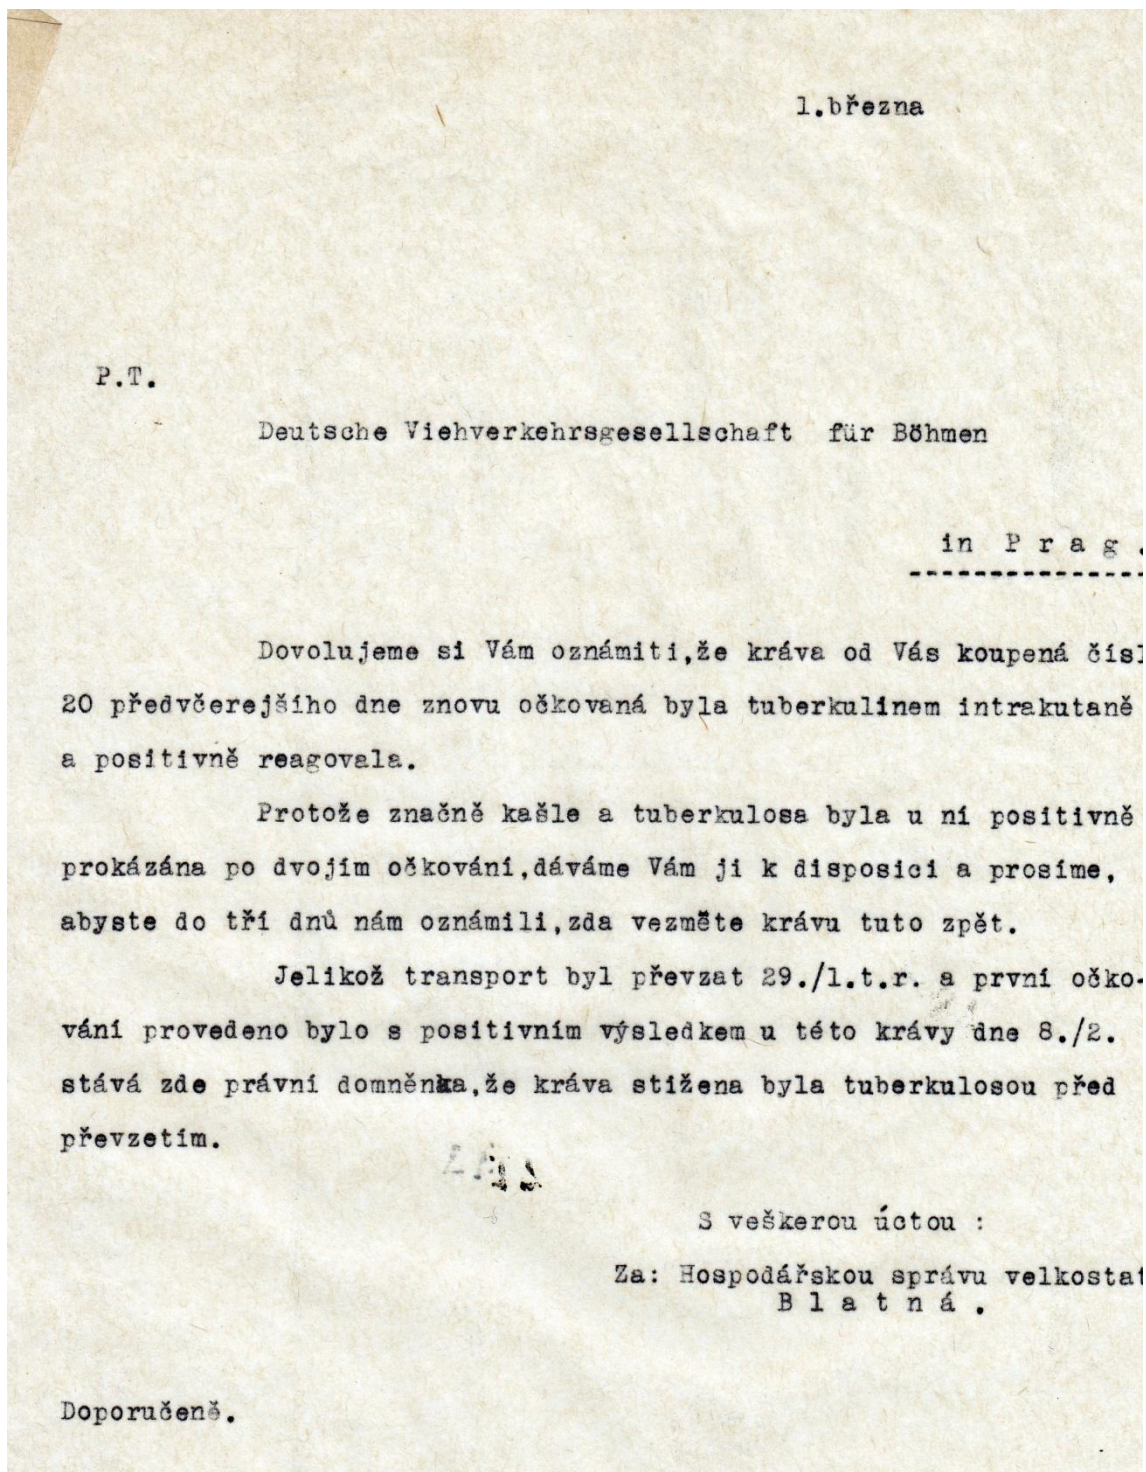 1.března
P.T.
Deutsche Viehverkehrsgesellschaft für Böhmen
in P r a g .
Dovolujeme si Vám oznámiti,že kráva od Vás koupená čísl
20 předvčerejšího dne znovu očkovaná byla tuberkulinem intrakutaně
a positivně reagovala.
Protože značně kašle a tuberkulosa byla u ní positivně
prokázána po dvojím očkování,dáváme Vám ji k disposici a prosíme,
abyste do tří dnů nám oznámili,zda vezměte krávu tuto zpět.
Jelikož transport byl převzat 29./1.t.r. a první očko-
vání provedeno bylo s positivním výsledkem u této krávy dne 8./2.
stává zde právní domněnka,že kráva stižena byla tuberkulosou před
převzetím.
S veškerou úctou :
Za: Hospodářskou správu velkostat
B l a t n á .
Doporučeně.